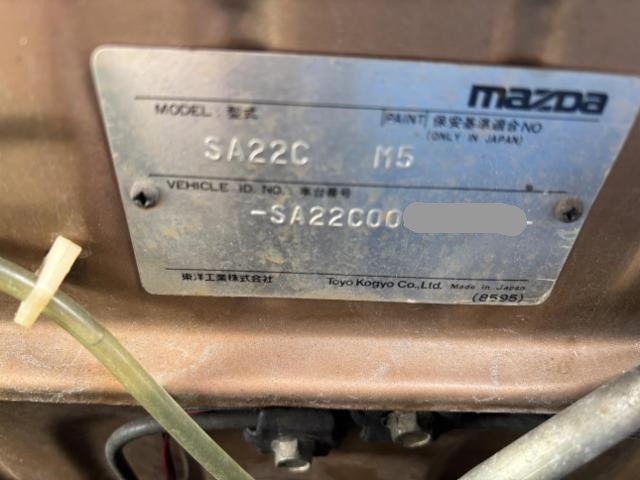 mazDa
MODEL : 型式
PAINT 保安基準適合NO
(ONLY IN JAPAN)
SA22C M5
VEHICLE ID. NO. : 車台番号
-SA22C00
東洋工業株式会社 Toyo Kogyo Co., Ltd. Made in Japan
(8595)